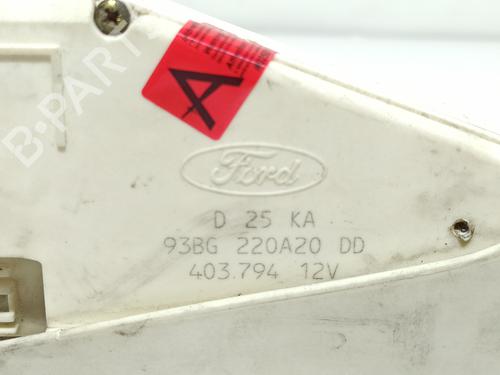 B-PARTS
A
Ford
D 25 KA
93BG 220A20 DD
403.794 12V